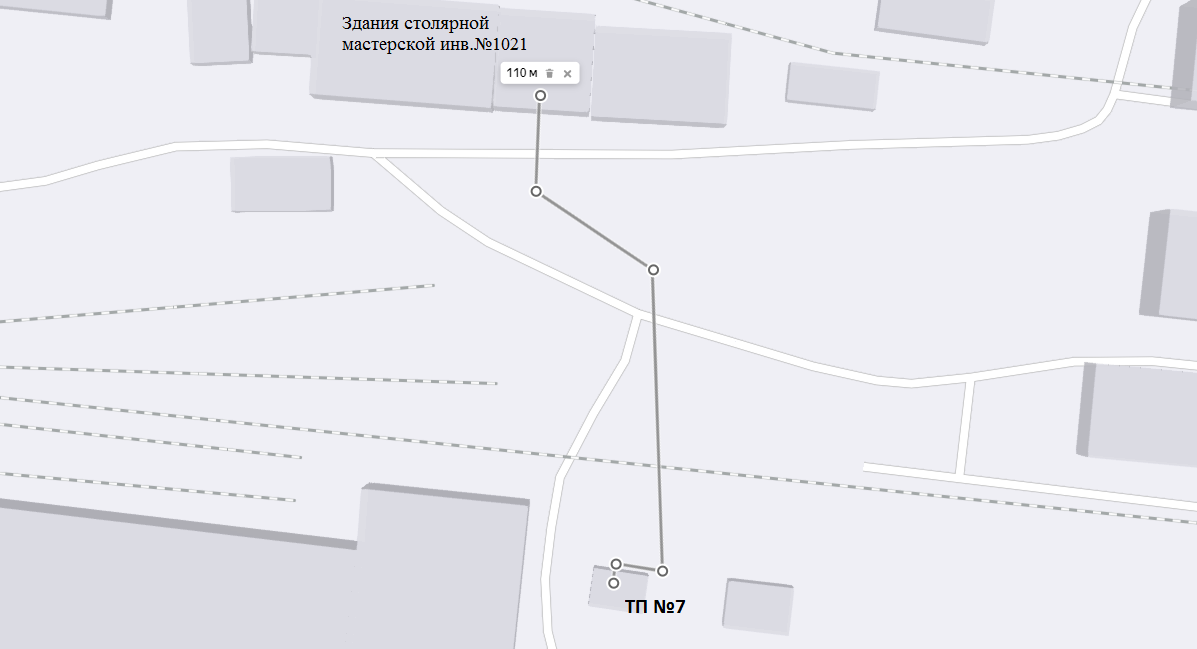 Здания столярной
мастерской инв.№1021
110 м
ТП №7